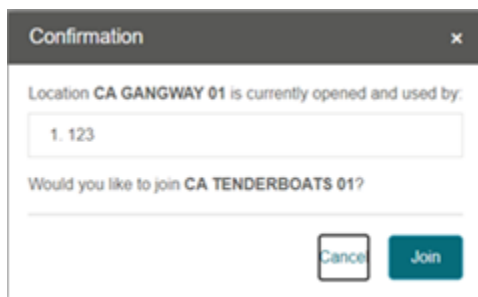 Confirmation ×
Location CA GANGWAY 01 is currently opened and used by:
1. 123
Would you like to join CA TENDERBOATS 01?
Cancel Join